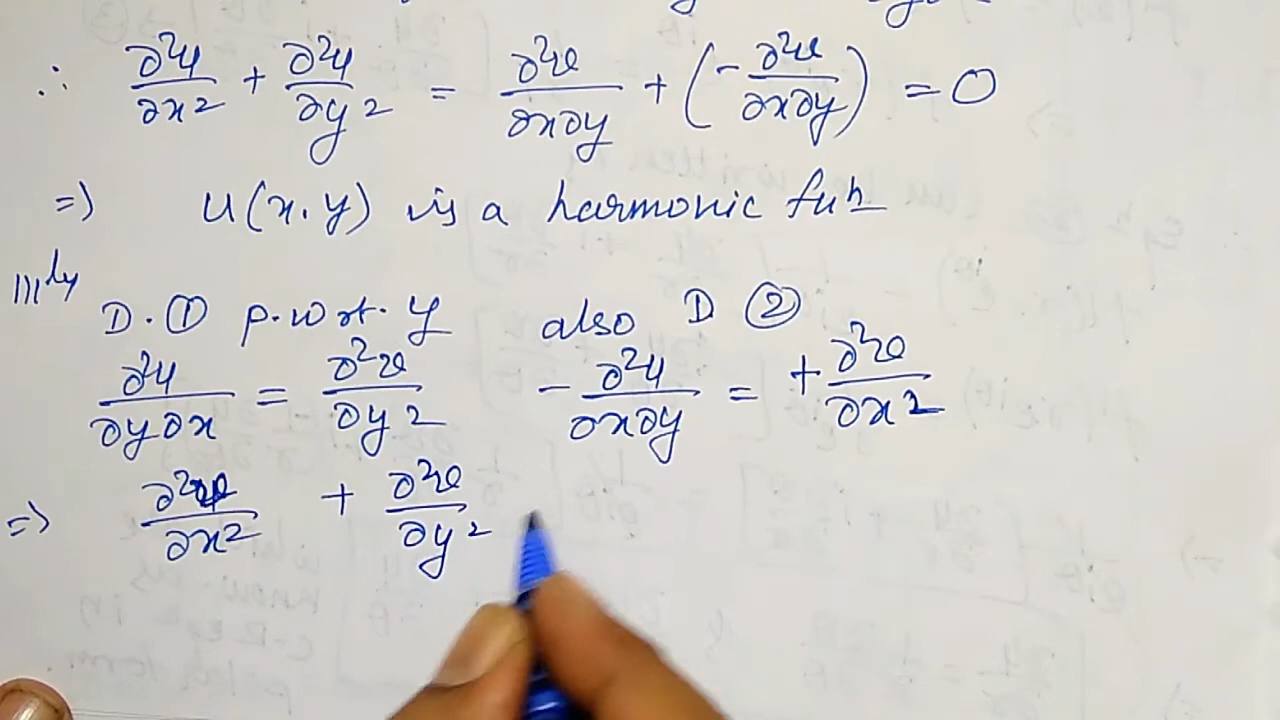 ∴ ∂²u/∂x² + ∂²u/∂y² = ∂²v/∂x∂y + (- ∂²v/∂x∂y) = 0
=> u(x,y) is a harmonic fuⁿ
|||ly
D. ① p.w.r.t. y also D ②
∂²u/∂y∂x = ∂²v/∂y² - ∂²u/∂x∂y = + ∂²v/∂x²
=> ∂²v/∂x² + ∂²v/∂y²